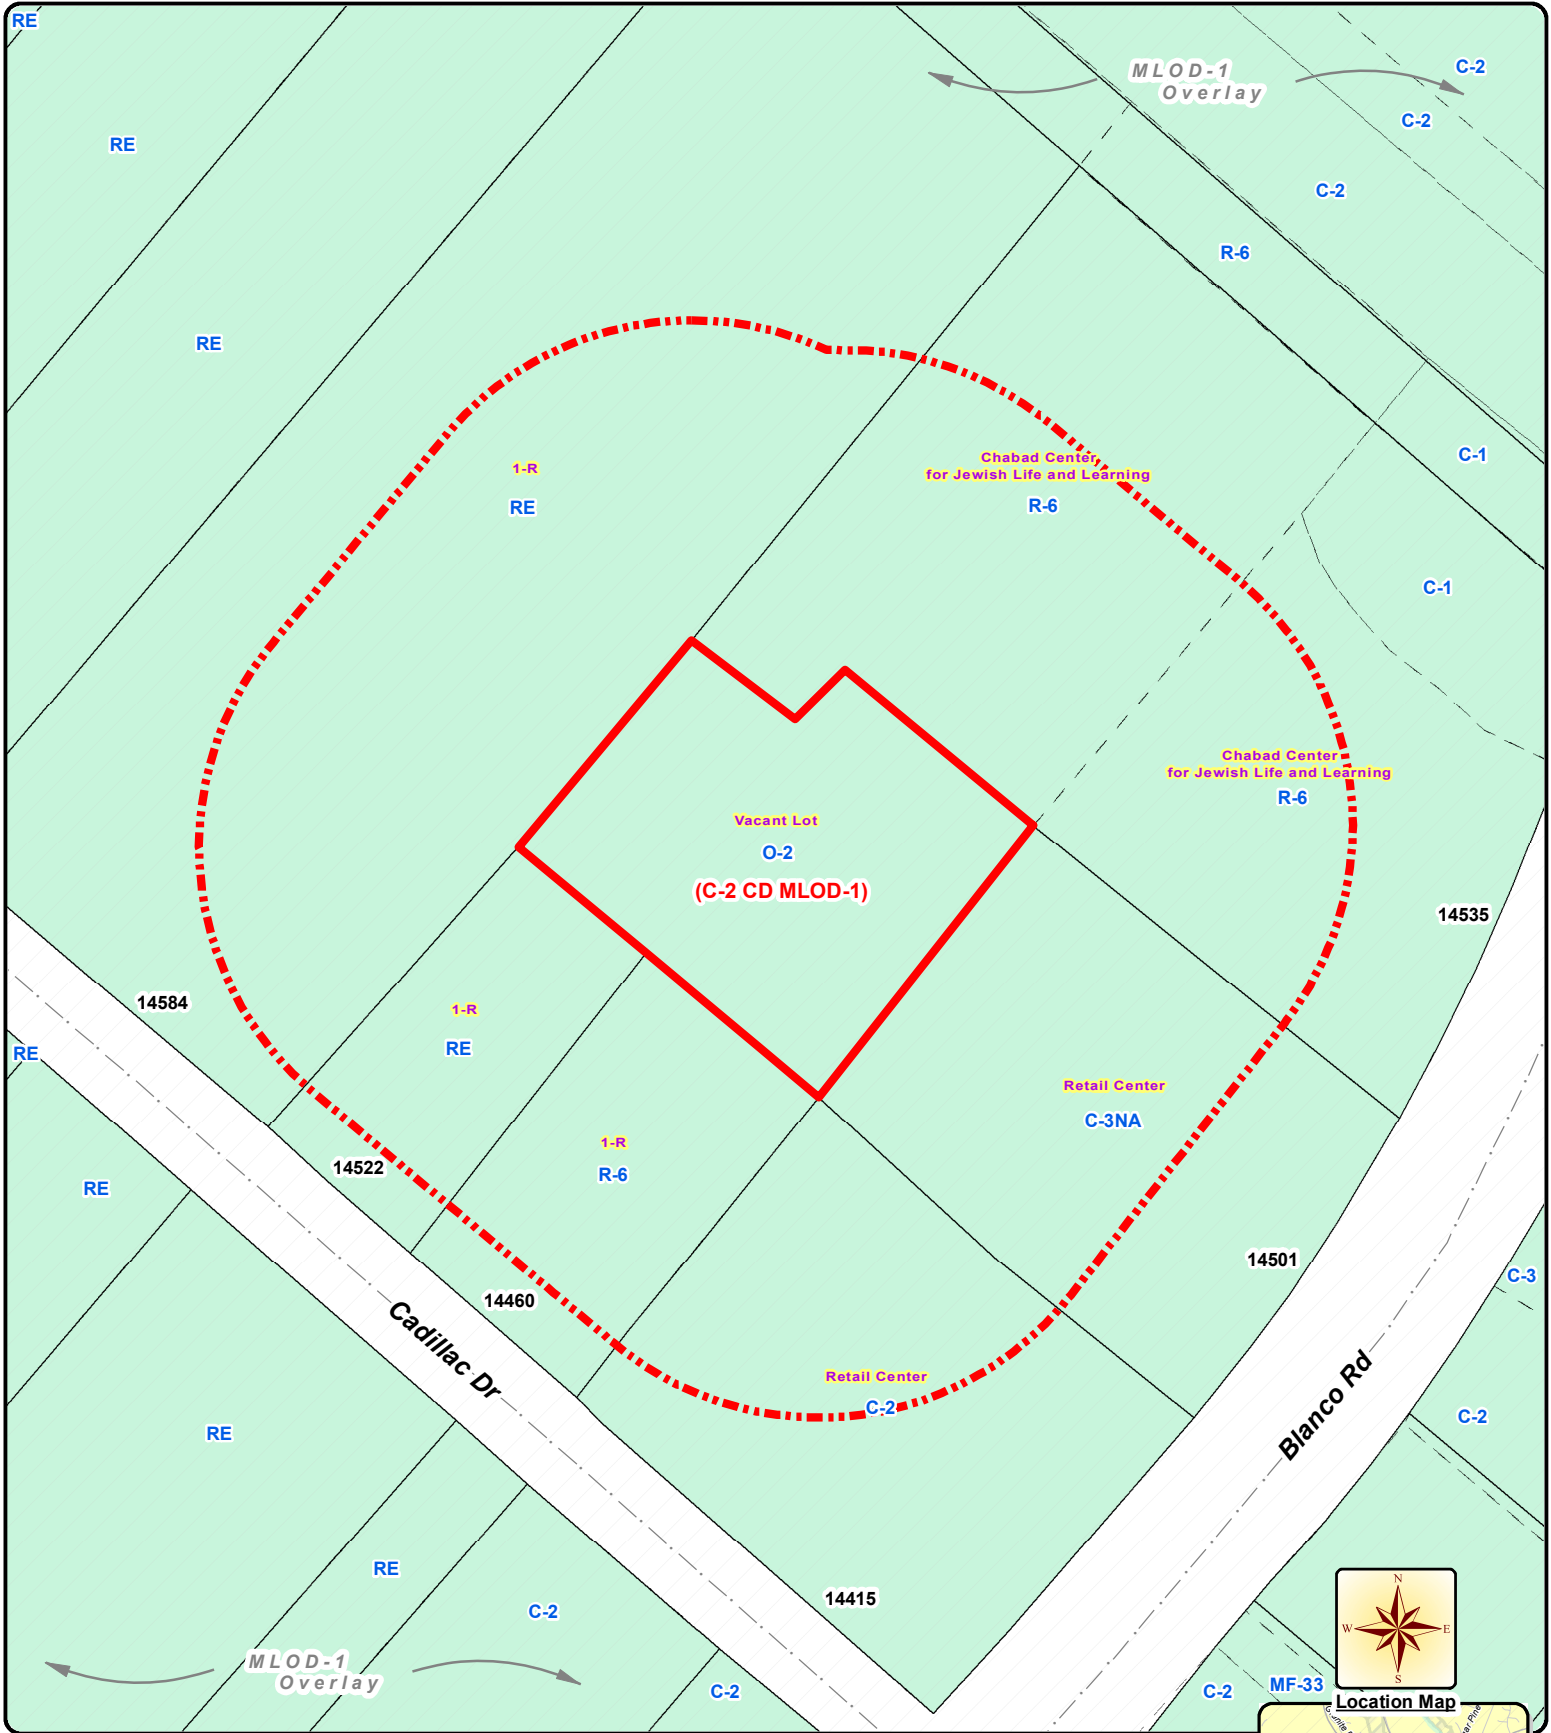 RE
MLOD-1
Overlay
C-2
C-2
RE
C-2
R-6
RE
C-1
Chabad Center
for Jewish Life and Learning
1-R
R-6
RE
C-1
Chabad Center
for Jewish Life and Learning
R-6
Vacant Lot
O-2
(C-2 CD MLOD-1)
14535
14584
1-R
RE
RE
Retail Center
C-3NA
1-R
14522
R-6
RE
14501
C-3
14460
Cadillac Dr
Blanco Rd
Retail Center
C-2
C-2
RE
RE
N
W
E
S
14415
C-2
MLOD-1
Overlay
C-2
C-2
MF-33
Location Map